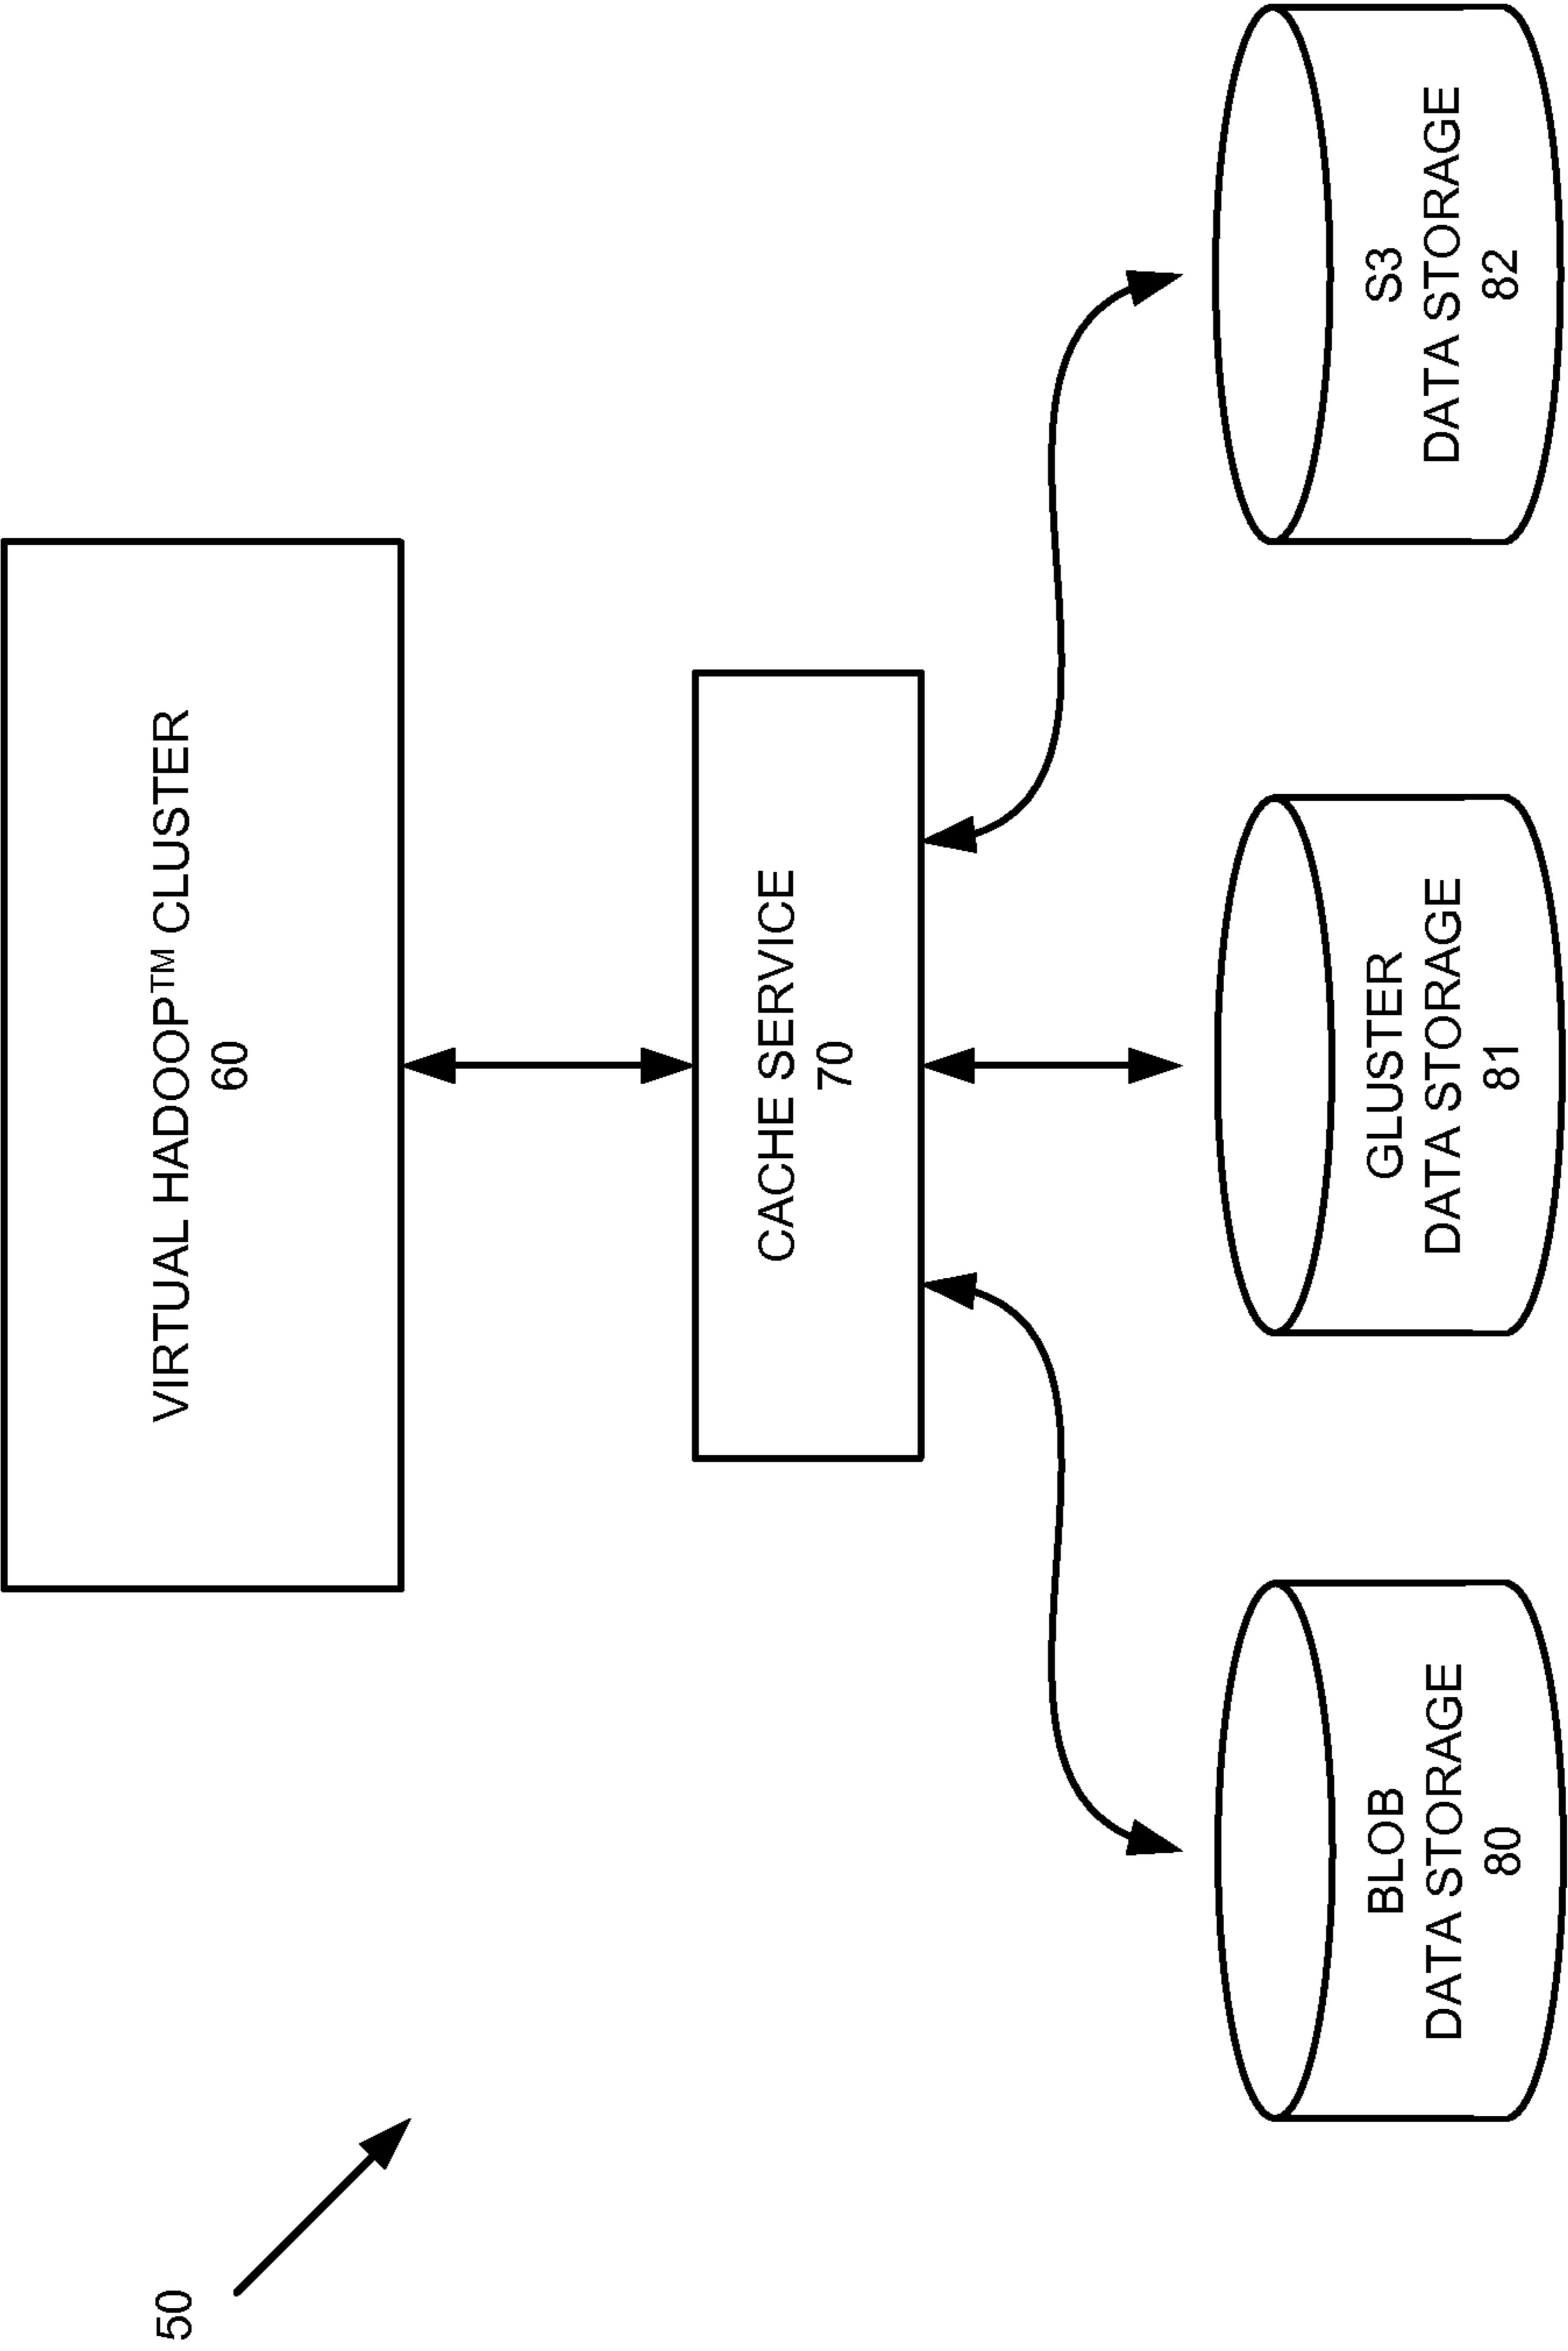 50
VIRTUAL HADOOP™ CLUSTER
60
CACHE SERVICE
70
BLOB
DATA STORAGE
80
GLUSTER
DATA STORAGE
81
S3
DATA STORAGE
82